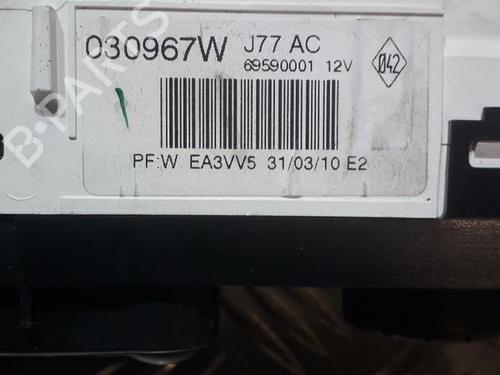 030967W J77 AC
69590001 12V
042
PF:W EA3VV5 31/03/10 E2
B-PARTS